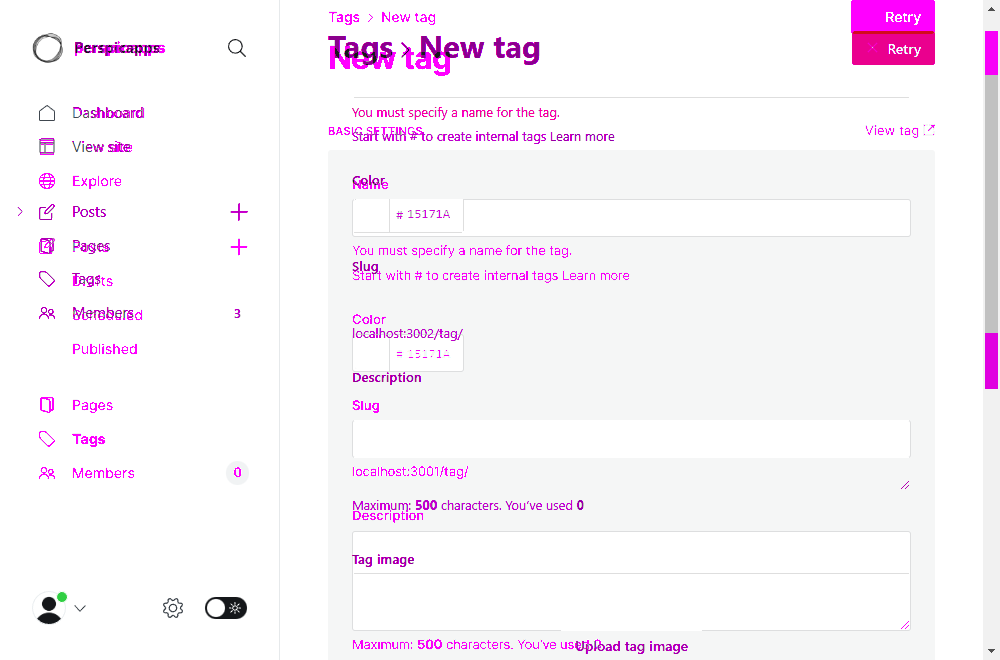 Perspicapps
Dashboard
View site
Explore
Posts
Pages
Posts
Tags
Drafts
Members
3
Scheduled
Published
Pages
Tags
Members
0
Tags > New tag
Retry
Tags › New tag
New tag
Retry
You must specify a name for the tag.
BASIC SETTINGS
View tag
Start with # to create internal tags Learn more
Color
Name
# 15171A
You must specify a name for the tag.
Slug
Start with # to create internal tags Learn more
Color
localhost:3002/tag/
# 15171A
Description
Slug
localhost:3001/tag/
Maximum: 500 characters. You've used 0
Description
Tag image
Maximum: 500 characters. You've used 0
Upload tag image